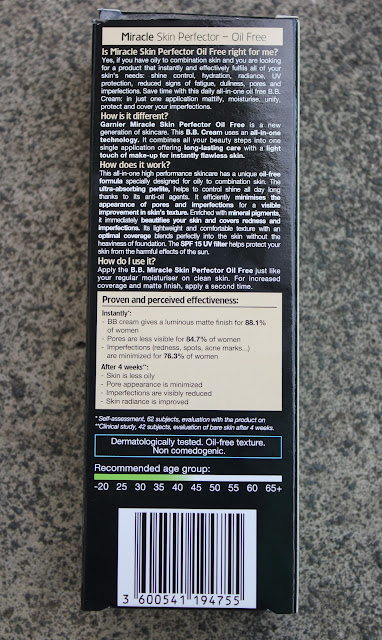 Miracle Skin Perfector – Oil Free
Is Miracle Skin Perfector Oil Free right for me?
Yes, if you have oily to combination skin and you are looking
for a product that instantly and effectively fulfils all of your
skin's needs: shine control, hydration, radiance, UV
protection, reduced signs of fatigue, dullness, pores and
imperfections. Save time with this daily all-in-one oil free B.B.
Cream: in just one application mattify, moisturise, unify,
protect and cover your imperfections.
How is it different?
Garnier Miracle Skin Perfector Oil Free is a new
generation of skincare. This B.B. Cream uses an all-in-one
technology. It combines all your beauty steps into one
single application offering long-lasting care with a light
touch of make-up for instantly flawless skin.
How does it work?
This all-in-one high performance skincare has a unique oil-free
formula specially designed for oily to combination skin. The
ultra-absorbing perlite, helps to control shine all day long
thanks to its anti-oil agents. It efficiently minimises the
appearance of pores and imperfections for a visible
improvement in skin's texture. Enriched with mineral pigments,
it immediately beautifies your skin and covers redness and
imperfections. Its lightweight and comfortable texture with an
optimal coverage blends perfectly into the skin without the
heaviness of foundation. The SPF 15 UV filter helps protect your
skin from the harmful effects of the sun.
How do I use it?
Apply the B.B. Miracle Skin Perfector Oil Free just like
your regular moisturiser on clean skin. For increased
coverage and matte finish, apply a second time.
Proven and perceived effectiveness:
Instantly*:
- BB cream gives a luminous matte finish for 88.1%
of women
- Pores are less visible for 84.7% of women
- Imperfections (redness, spots, acne marks...)
are minimized for 76.3% of women
After 4 weeks**:
- Skin is less oily
- Pore appearance is minimized
- Imperfections are visibly reduced
- Skin radiance is improved
* Self-assessment, 62 subjects, evaluation with the product on
**Clinical study, 42 subjects, evaluation of bare skin after 4 weeks.
Dermatologically tested. Oil-free texture.
Non comedogenic.
Recommended age group:
-20 25 30 35 40 45 50 55 60 65+
3 600541 194755